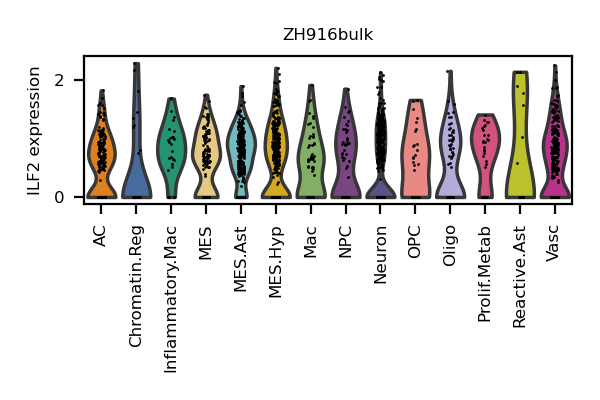 ZH916bulk
ILF2 expression
2
0
AC
Chromatin.Reg
Inflammatory.Mac
MES
MES.Ast
MES.Hyp
Mac
NPC
Neuron
OPC
Oligo
Prolif.Metab
Reactive.Ast
Vasc